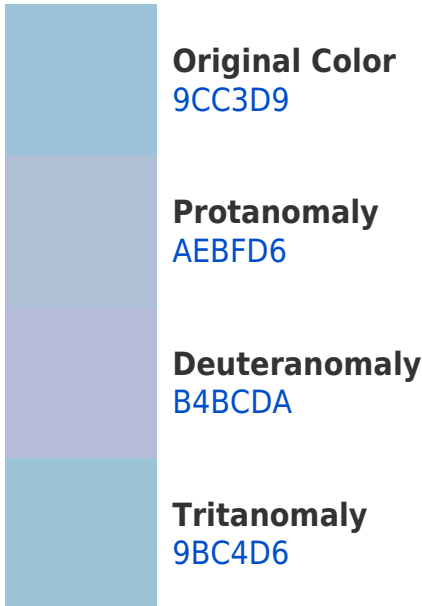 Original Color
9CC3D9
Protanomaly
AEBFD6
Deuteranomaly
B4BCDA
Tritanomaly
9BC4D6